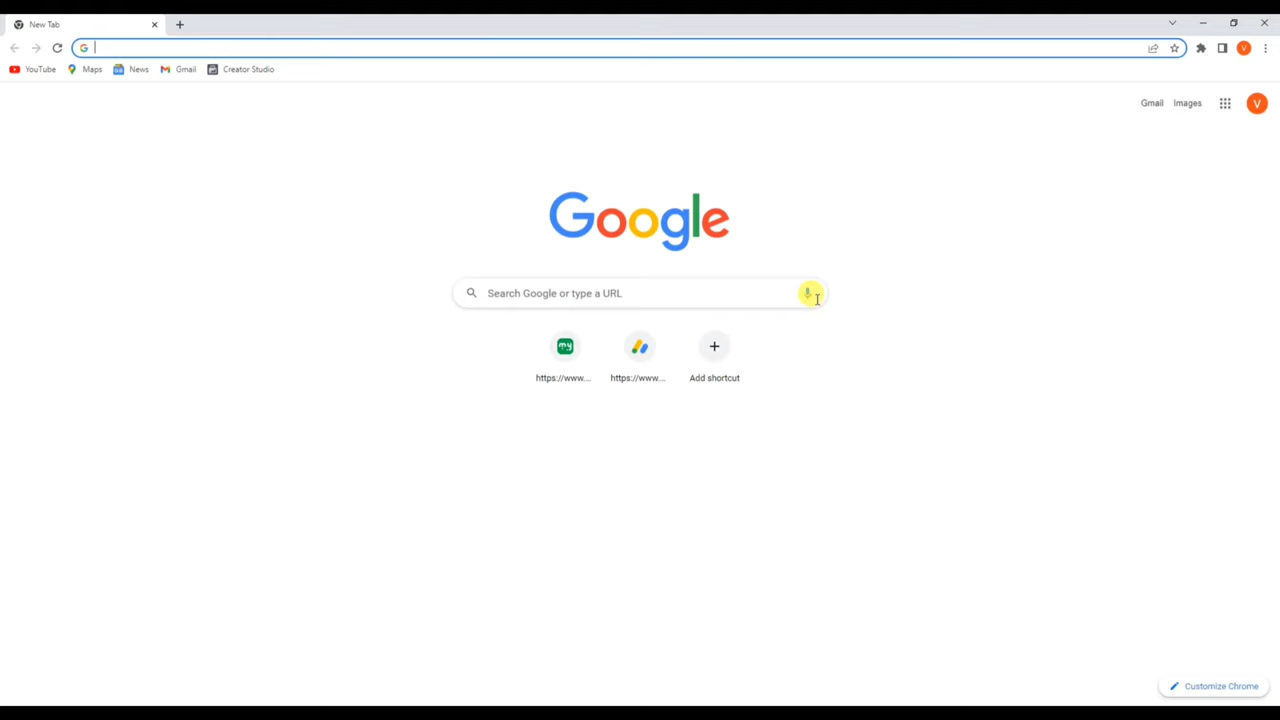 New Tab
YouTube Maps News Gmail Creator Studio
Gmail Images V
Google
Search Google or type a URL
my
https://www.... https://www.... Add shortcut
Customize Chrome